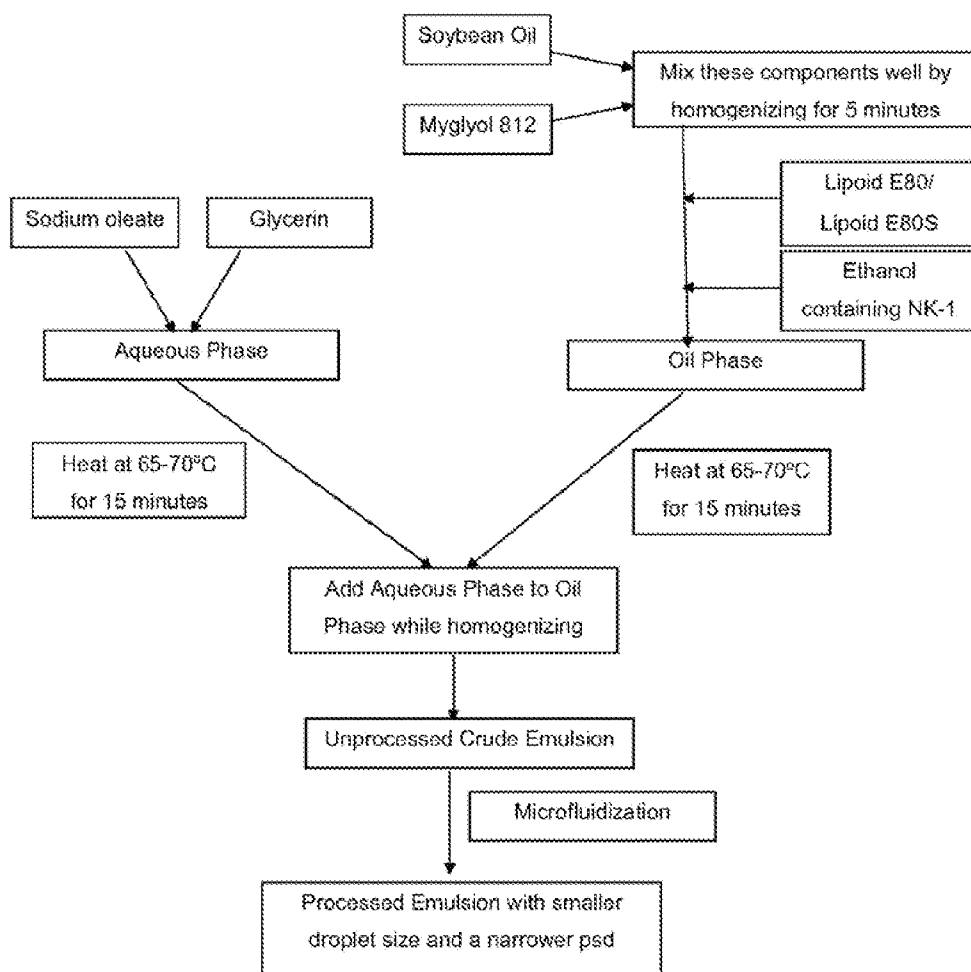 Soybean Oil
Myglyol 812
Mix these components well by
homogenizing for 5 minutes
Lipoid E80/
Lipoid E80S
Ethanol
containing NK-1
Sodium oleate
Glycerin
Aqueous Phase
Oil Phase
Heat at 65-70ºC
for 15 minutes
Heat at 65-70ºC
for 15 minutes
Add Aqueous Phase to Oil
Phase while homogenizing
Unprocessed Crude Emulsion
Microfluidization
Processed Emulsion with smaller
droplet size and a narrower psd